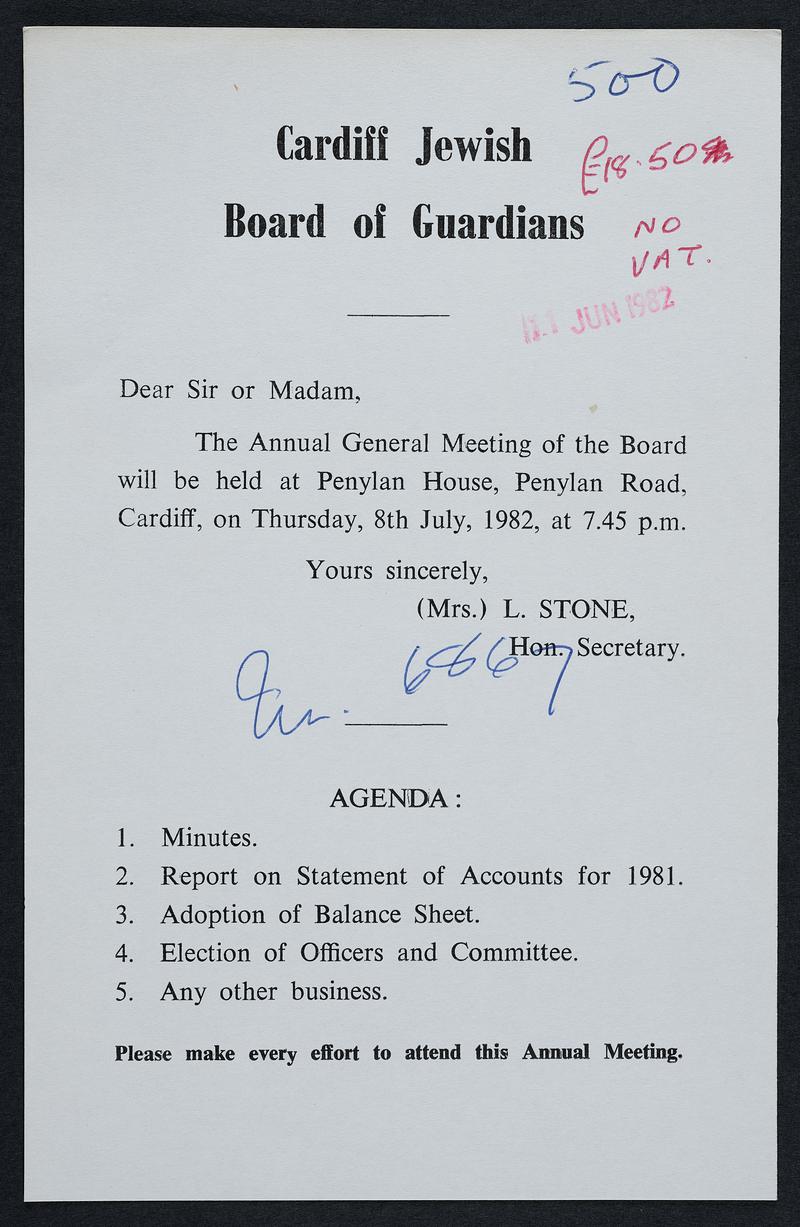 500
Cardiff Jewish
£18.50
Board of Guardians
NO
VAT.
11 JUN 1982
Dear Sir or Madam,
The Annual General Meeting of the Board
will be held at Penylan House, Penylan Road,
Cardiff, on Thursday, 8th July, 1982, at 7.45 p.m.
Yours sincerely,
(Mrs.) L. STONE,
Hon. Secretary.
6867
AGENDA :
1. Minutes.
2. Report on Statement of Accounts for 1981.
3. Adoption of Balance Sheet.
4. Election of Officers and Committee.
5. Any other business.
Please make every effort to attend this Annual Meeting.